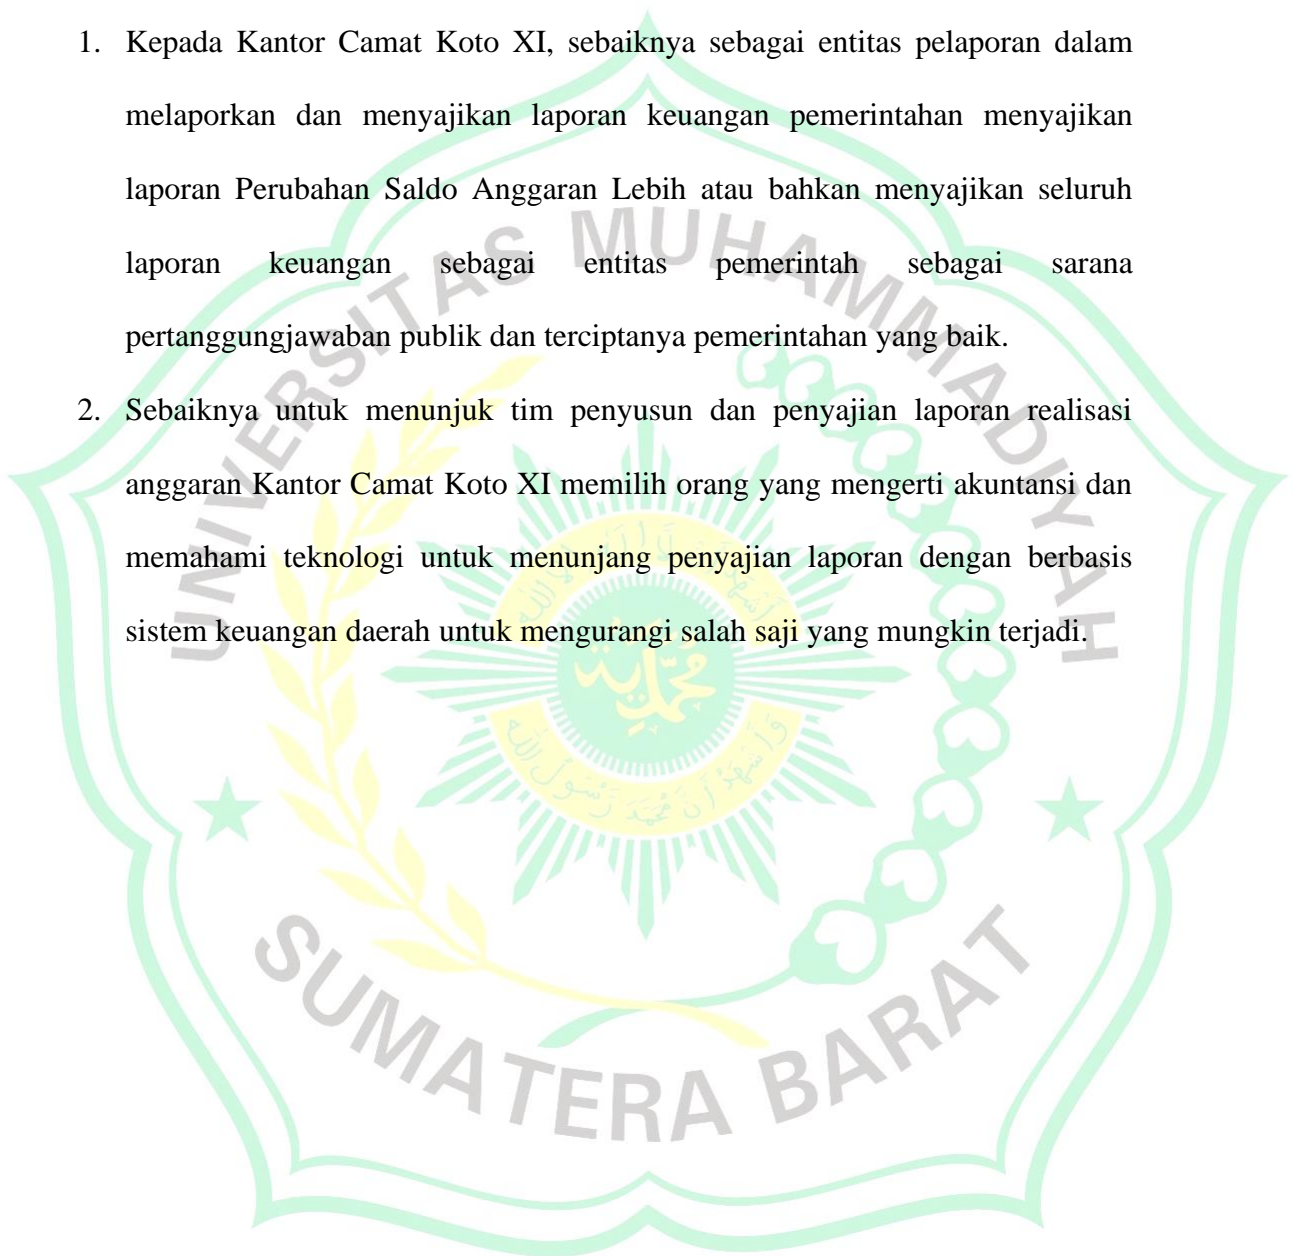 1. Kepada Kantor Camat Koto XI, sebaiknya sebagai entitas pelaporan dalam
melaporkan dan menyajikan laporan keuangan pemerintahan menyajikan
laporan Perubahan Saldo Anggaran Lebih atau bahkan menyajikan seluruh
laporan keuangan sebagai entitas pemerintah sebagai sarana
pertanggungjawaban publik dan terciptanya pemerintahan yang baik.
2. Sebaiknya untuk menunjuk tim penyusun dan penyajian laporan realisasi
anggaran Kantor Camat Koto XI memilih orang yang mengerti akuntansi dan
memahami teknologi untuk menunjang penyajian laporan dengan berbasis
sistem keuangan daerah untuk mengurangi salah saji yang mungkin terjadi.
UNIVERSITAS MUHAMMADIYAH
SUMATERA BARAT